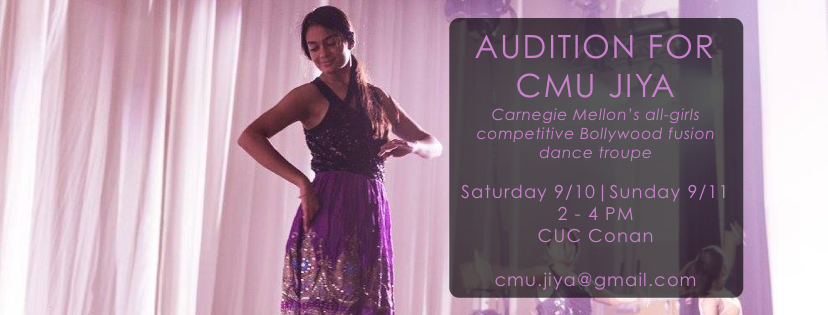 AUDITION FOR
CMU JIYA
Carnegie Mellon's all-girls
competitive Bollywood fusion
dance troupe
Saturday 9/10|Sunday 9/11
2 - 4 PM
CUC Conan
cmu.jiya@gmail.com